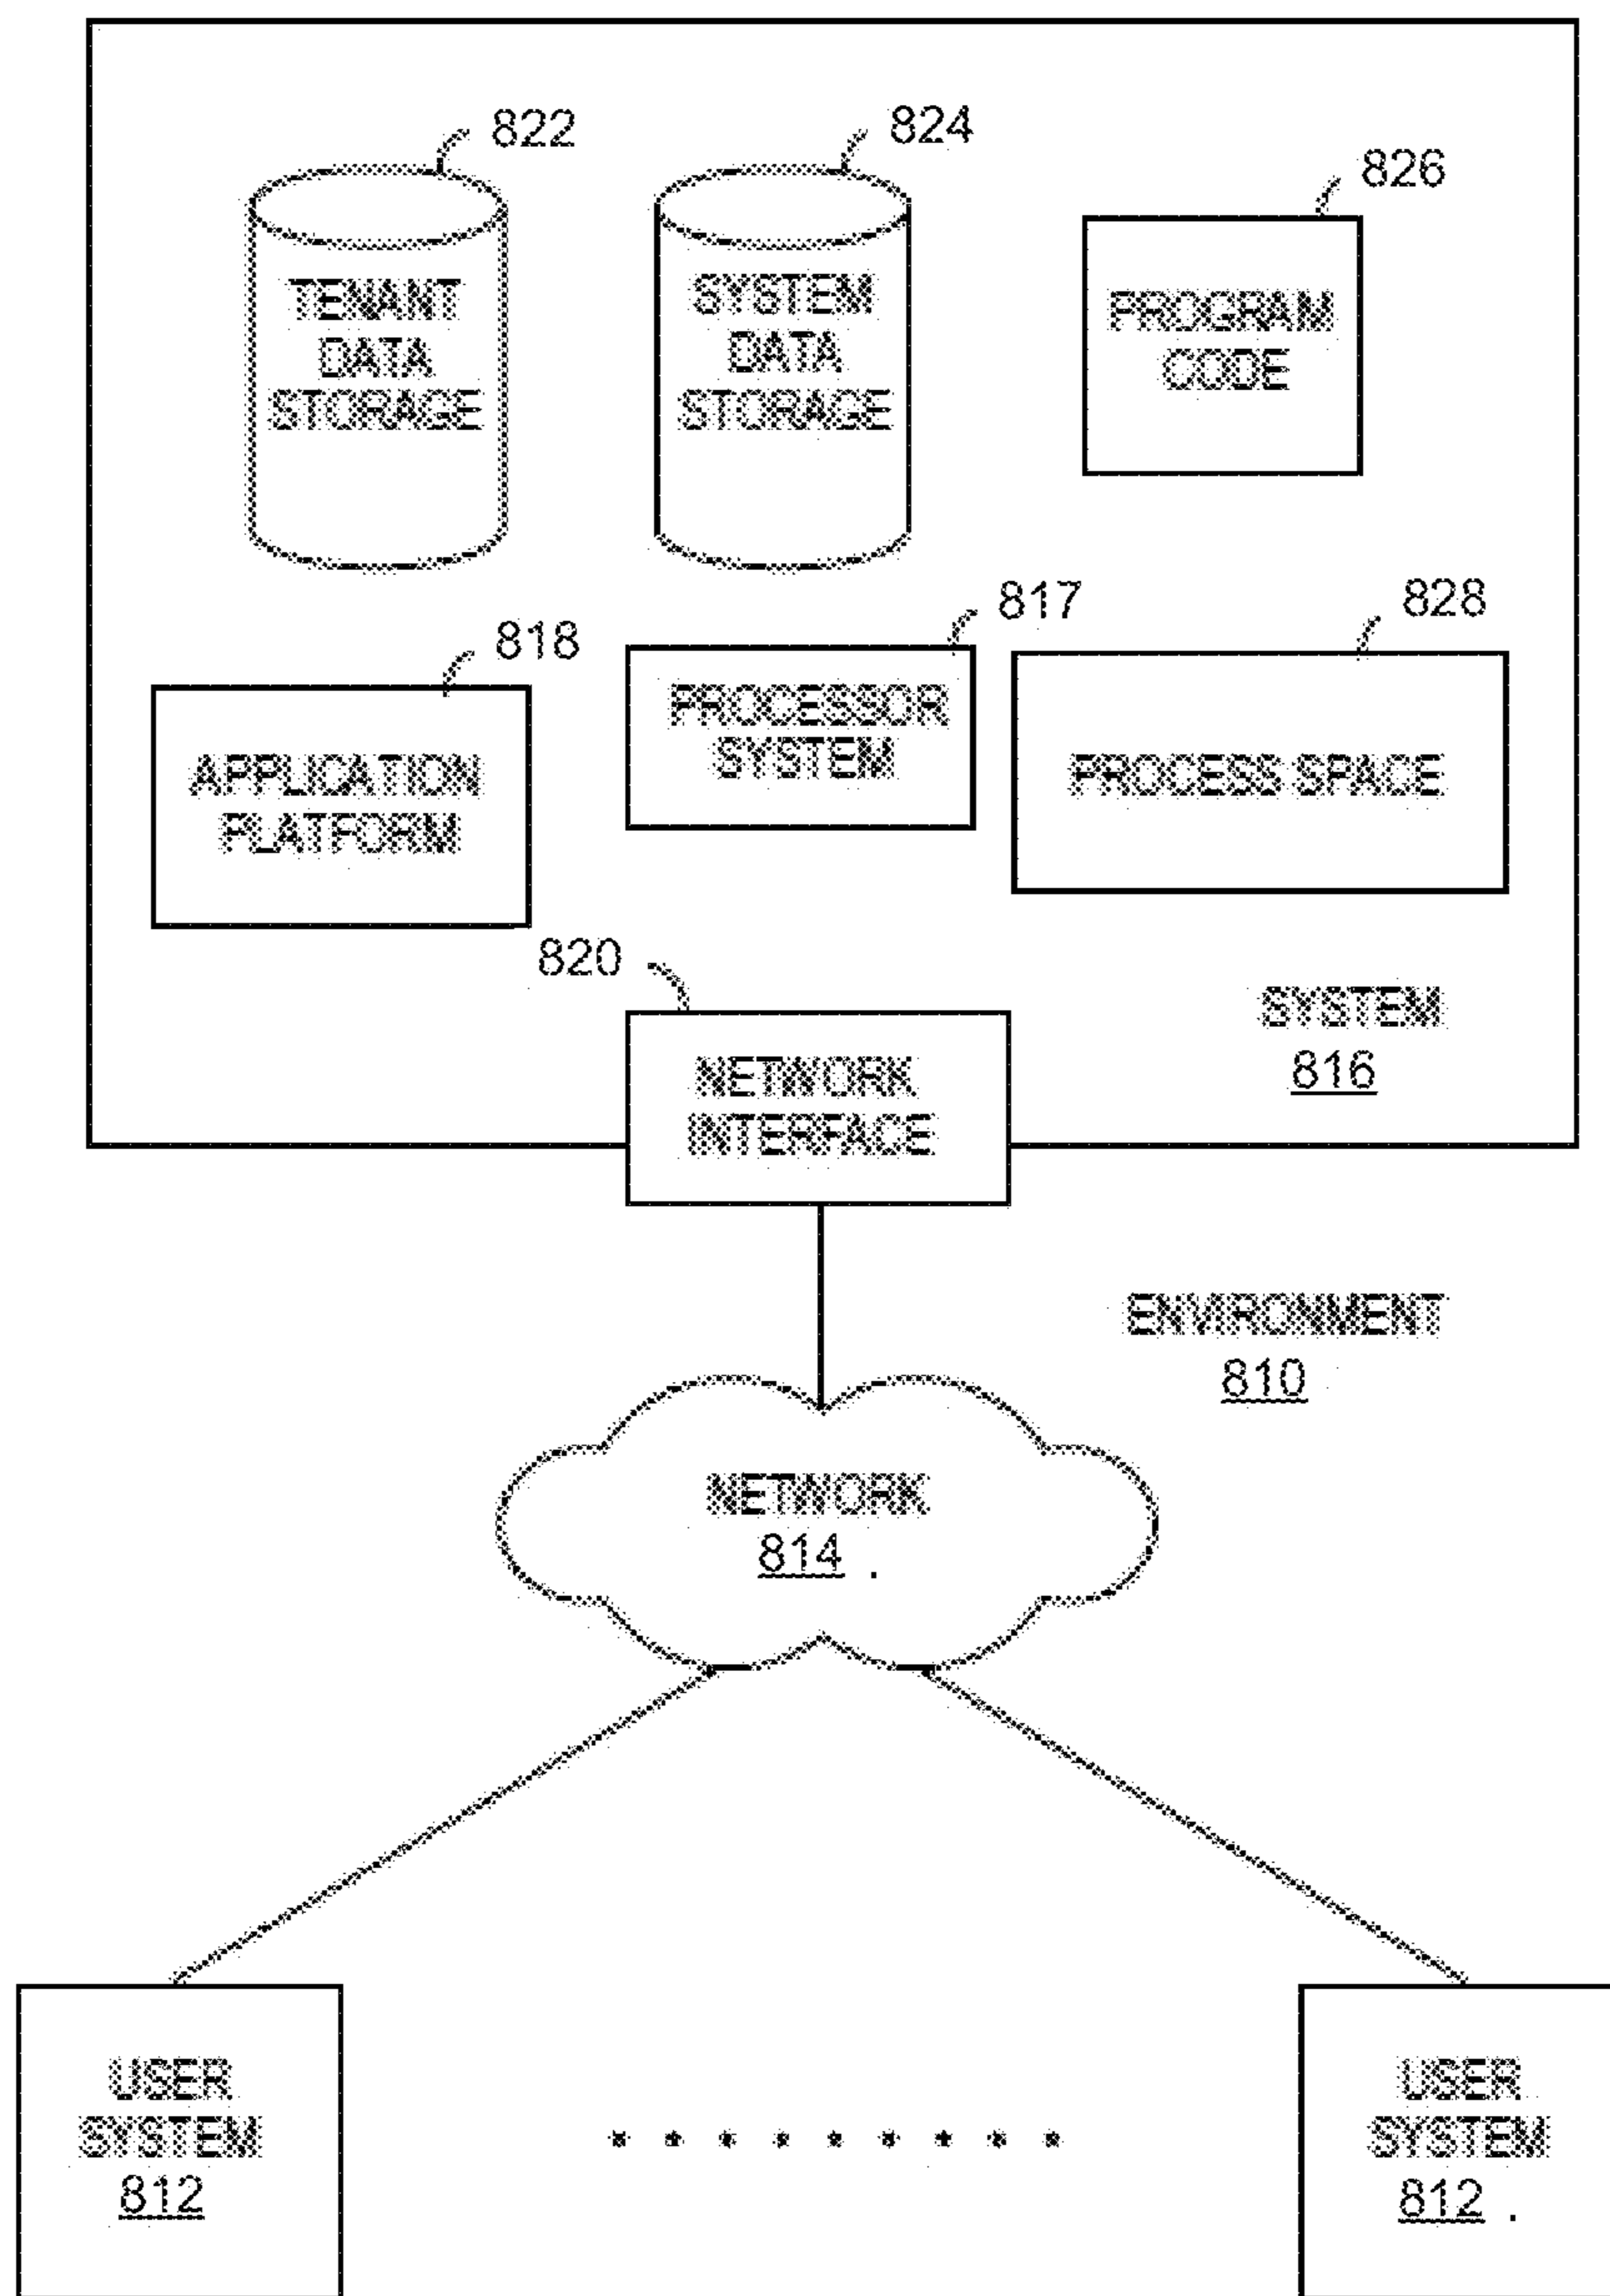 822
TENANT
DATA
STORAGE
824
SYSTEM
DATA
STORAGE
826
PROGRAM
CODE
818
APPLICATION
PLATFORM
817
PROCESSOR
SYSTEM
828
PROCESS SPACE
820
NETWORK
INTERFACE
SYSTEM
816
ENVIRONMENT
810
NETWORK
814
USER
SYSTEM
812
USER
SYSTEM
812